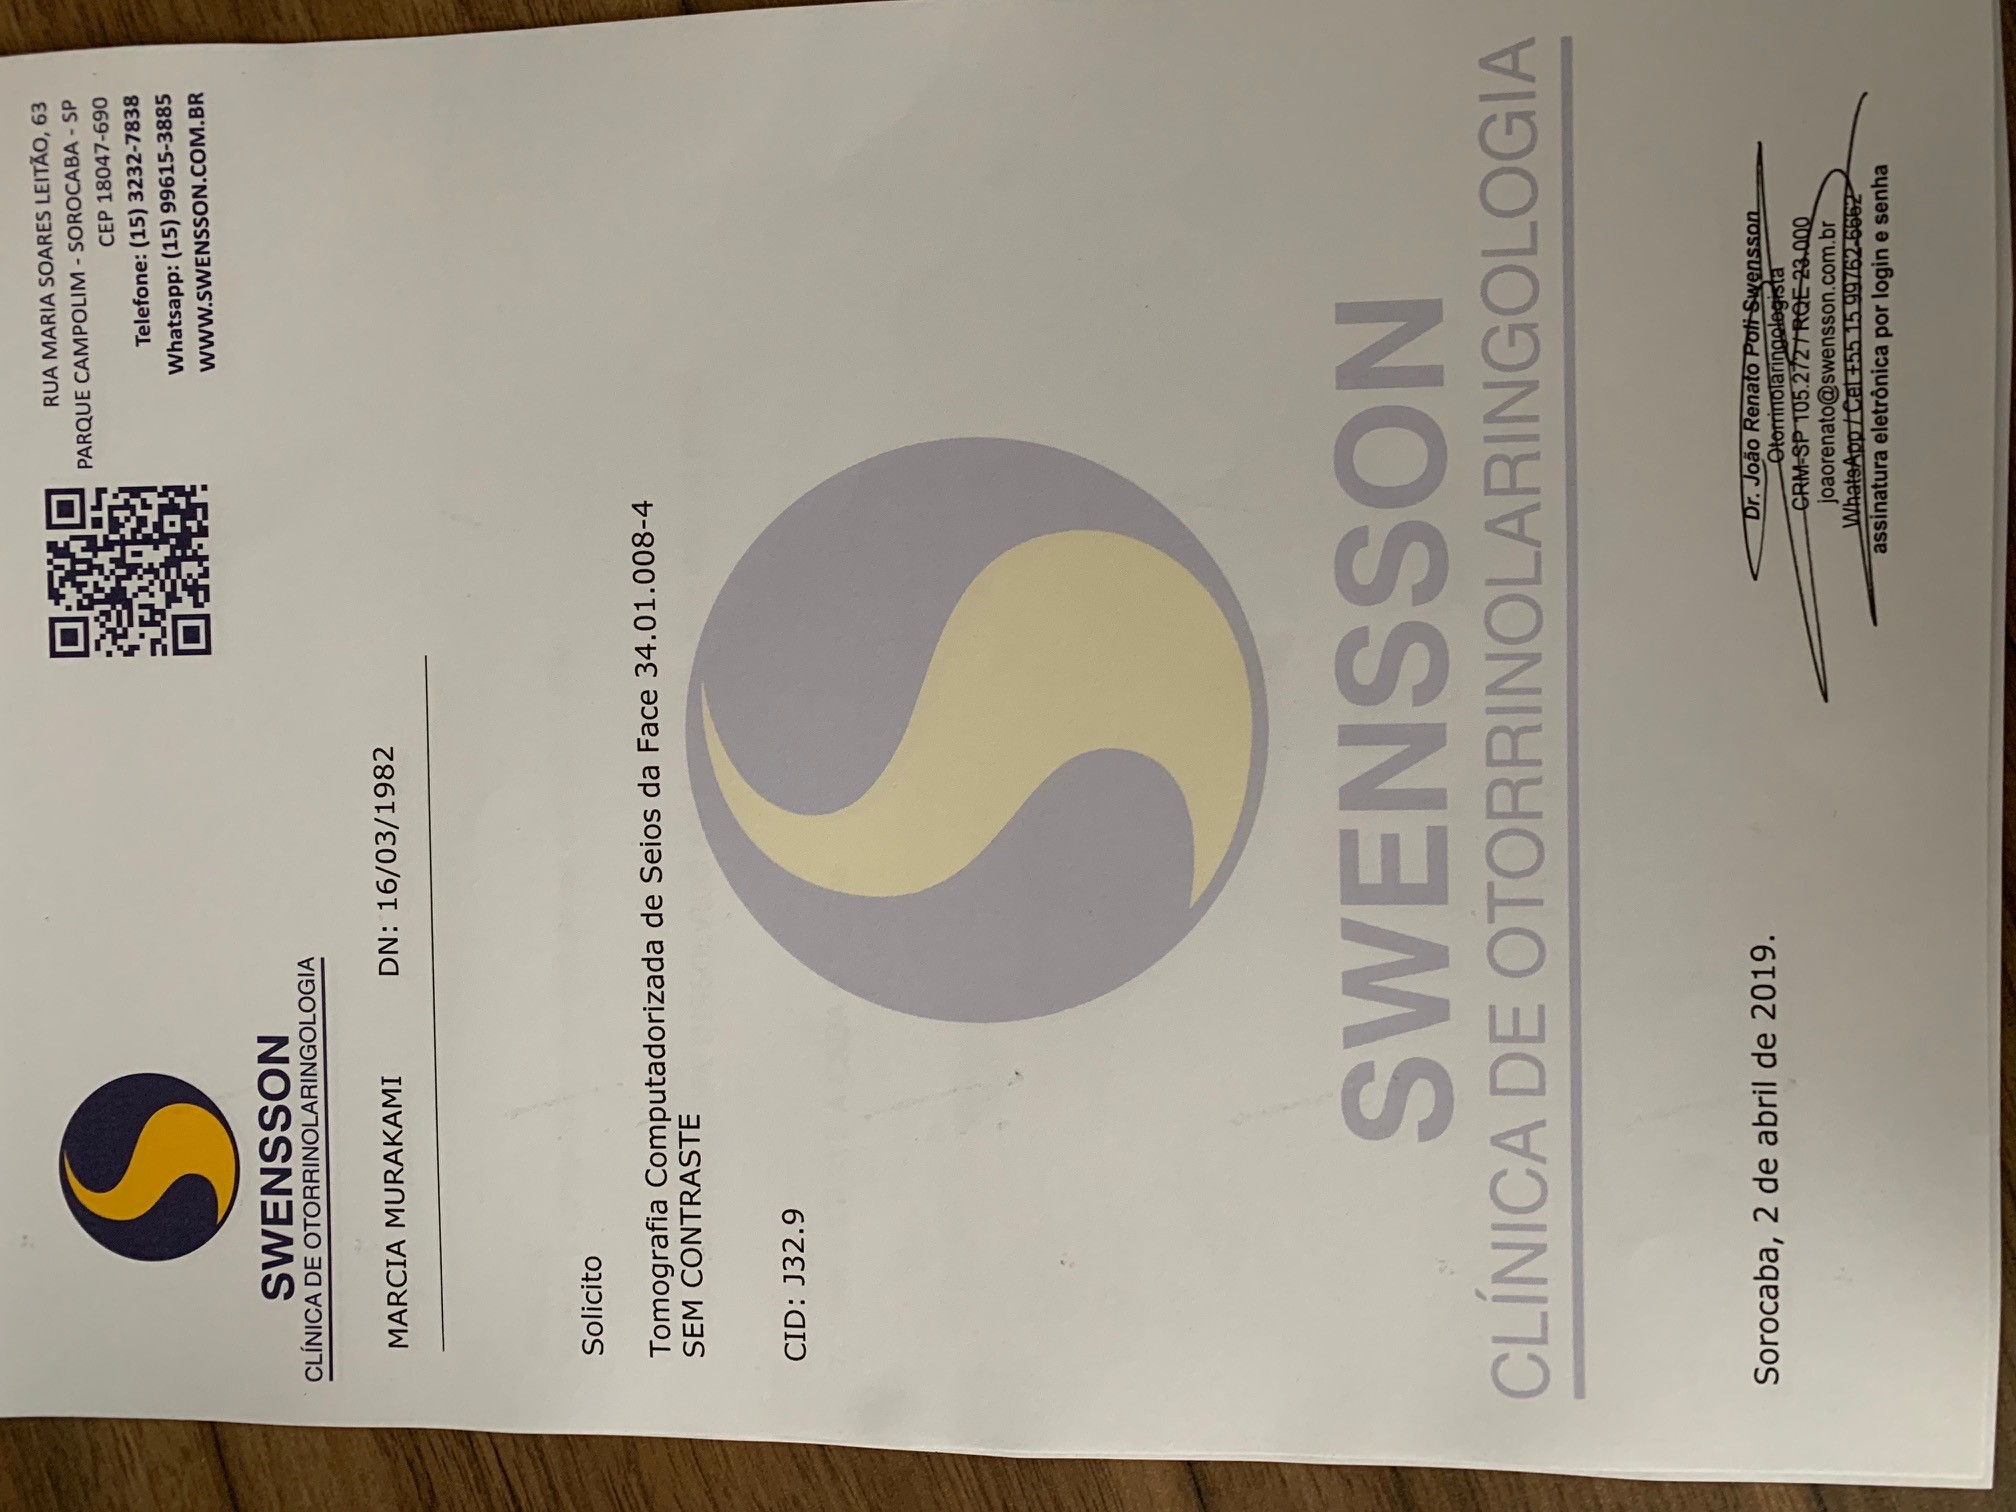 SWENSSON
CLÍNICA DE OTORRINOLARINGOLOGIA
RUA MARIA SOARES LEITÃO, 63
PARQUE CAMPOLIM - SOROCABA - SP
CEP 18047-690
Telefone: (15) 3232-7838
Whatsapp: (15) 99615-3885
WWW.SWENSSON.COM.BR
MARCIA MURAKAMI DN: 16/03/1982
Solicito
Tomografia Computadorizada de Seios da Face 34.01.008-4
SEM CONTRASTE
CID: J32.9
SWENSSON
CLÍNICA DE OTORRINOLARINGOLOGIA
Sorocaba, 2 de abril de 2019.
Dr. João Renato Poli Swensson
Otorrinolaringologista
CRM-SP 105.272 / RQE 23.000
joaorenato@swensson.com.br
WhatsApp / Cel +55 15 99762-6662
assinatura eletrônica por login e senha